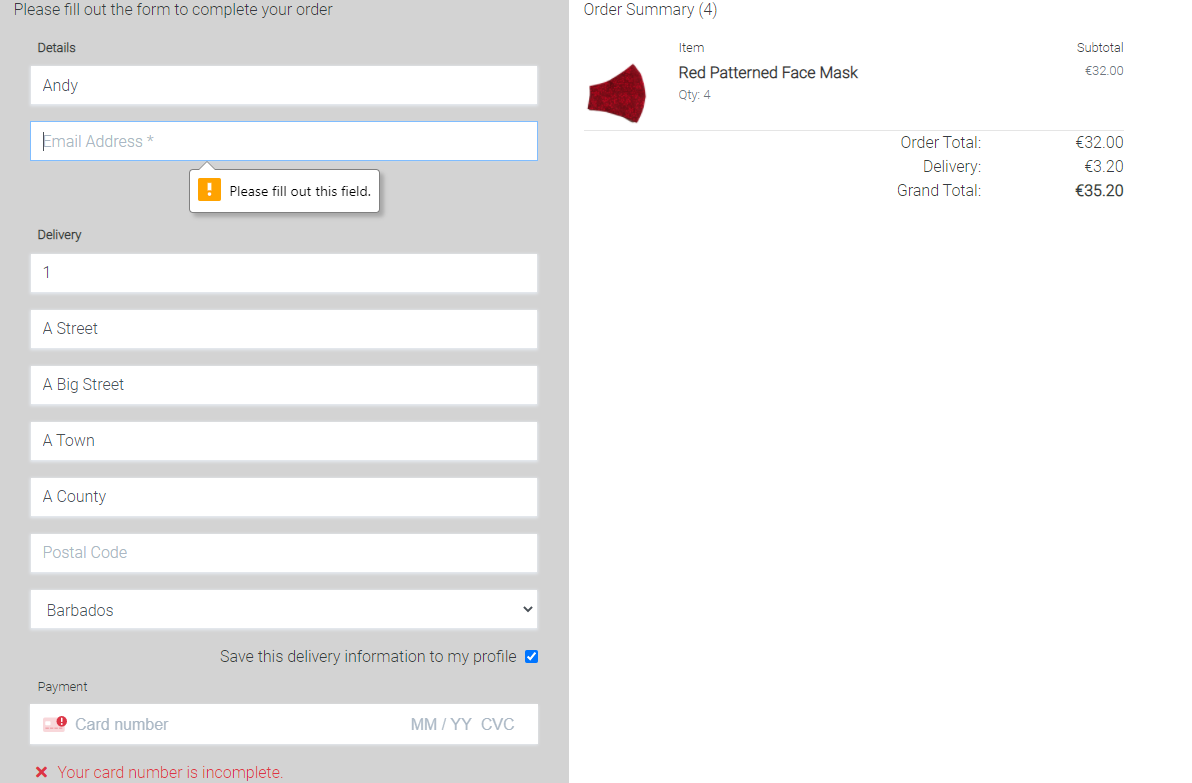 Please fill out the form to complete your order
Details
Andy
Email Address *
Please fill out this field.
Delivery
1
A Street
A Big Street
A Town
A County
Postal Code
Barbados
Save this delivery information to my profile
Payment
Card number MM / YY CVC
Your card number is incomplete.
Order Summary (4)
Item Subtotal
Red Patterned Face Mask €32.00
Qty: 4
Order Total: €32.00
Delivery: €3.20
Grand Total: €35.20